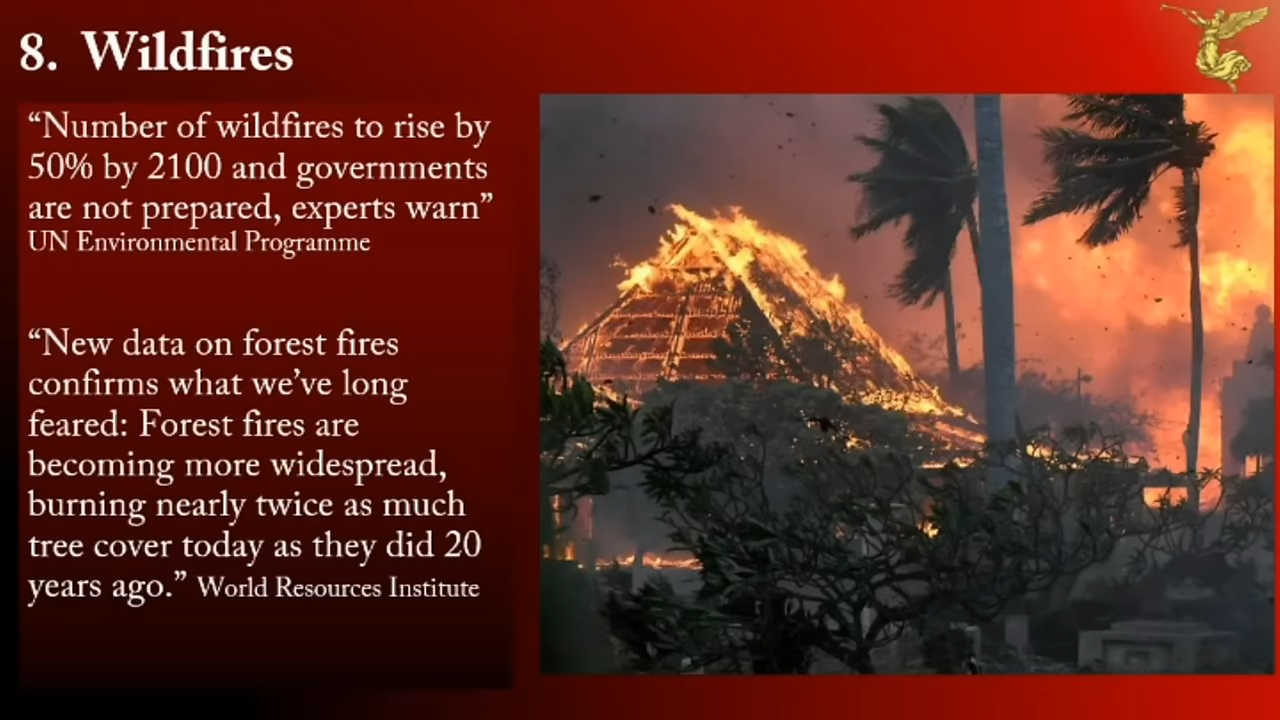 8. Wildfires
“Number of wildfires to rise by
50% by 2100 and governments
are not prepared, experts warn”
UN Environmental Programme
“New data on forest fires
confirms what we’ve long
feared: Forest fires are
becoming more widespread,
burning nearly twice as much
tree cover today as they did 20
years ago.” World Resources Institute